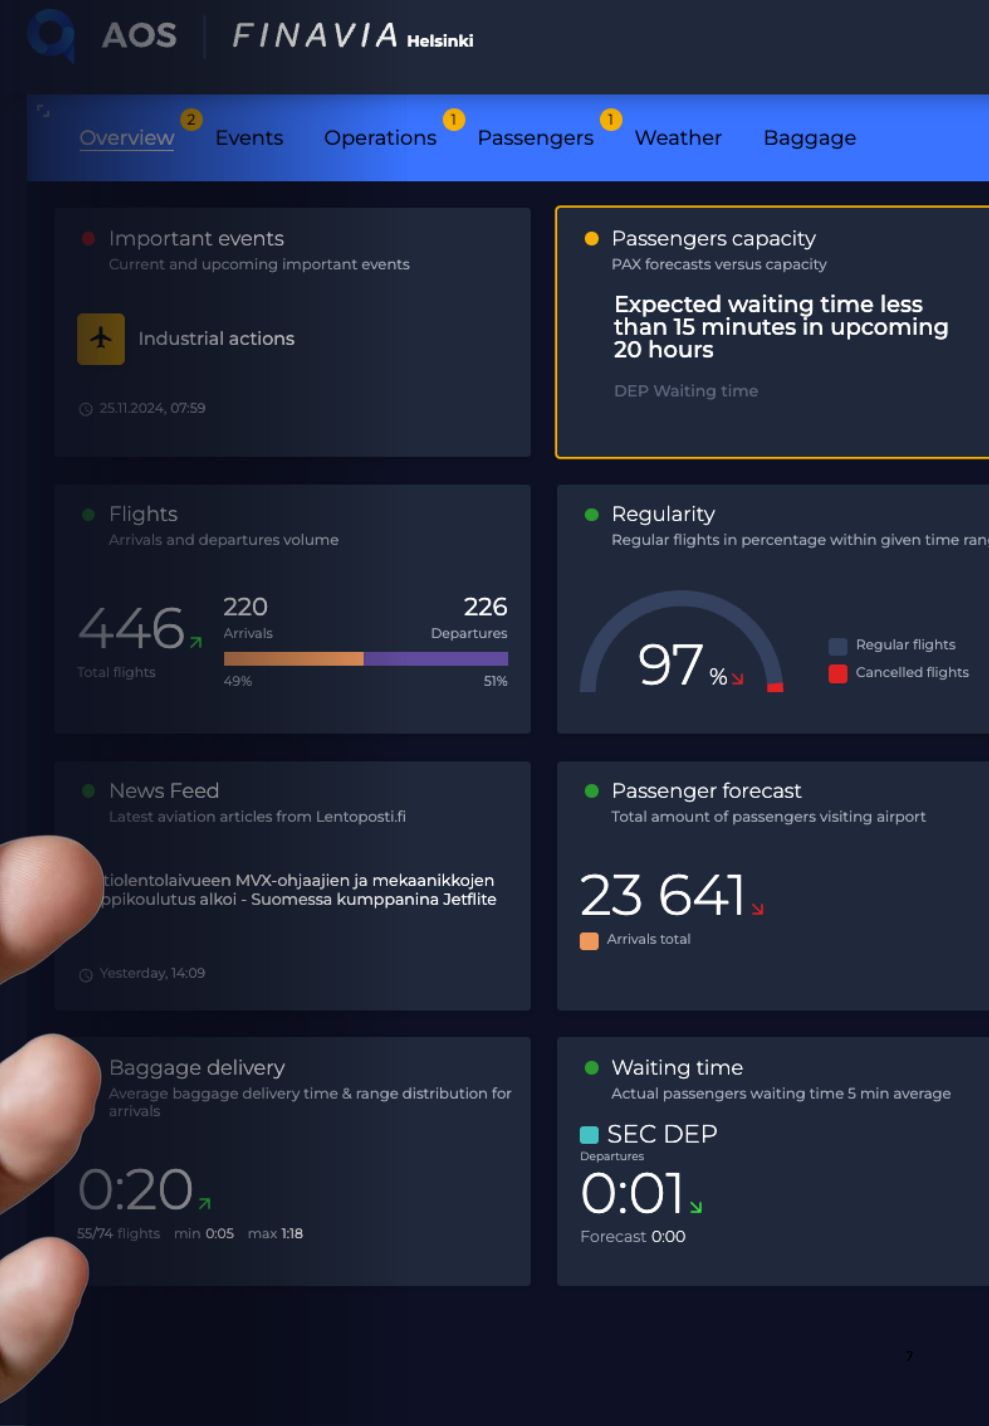 AOS FINAVIA Helsinki
Overview 2 Events Operations 1 Passengers 1 Weather Baggage
Important events
Current and upcoming important events
Industrial actions
25.11.2024, 07:59
Passengers capacity
PAX forecasts versus capacity
Expected waiting time less
than 15 minutes in upcoming
20 hours
DEP Waiting time
Flights
Arrivals and departures volume
446
Total flights
220
Arrivals
226
Departures
49% 51%
Regularity
Regular flights in percentage within given time
97 %
Regular flights
Cancelled flights
News Feed
Latest aviation articles from Lentoposti.fi
MVX-ohjaajien ja mekaanikkojen
alkoi - Suomessa kumppanina Jetflite
Yesterday, 14:09
Passenger forecast
Total amount of passengers visiting airport
23 641
Arrivals total
Baggage delivery
Average baggage delivery time & range distribution for
arrivals
0:20
55/74 flights min 0:05 max 1:18
Waiting time
Actual passengers waiting time 5 min average
SEC DEP
Departures
0:01
Forecast 0:00
7